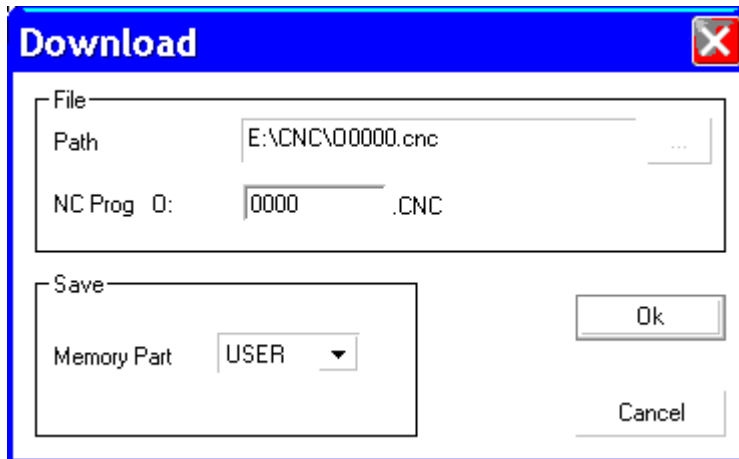 Download
File
Path E:\CNC\O0000.cnc ...
NC Prog O: 0000 .CNC
Save
Memory Part USER
Ok
Cancel